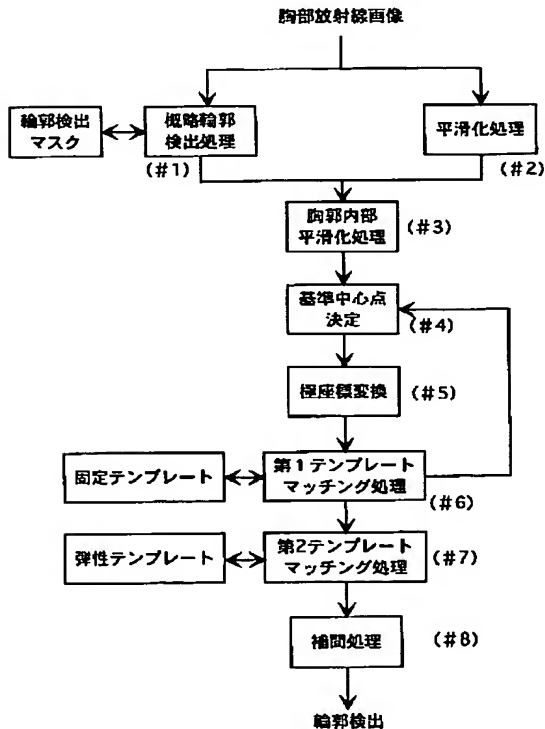 胸部放射線画像
輪郭検出
マスク
概略輪郭
検出処理
(#1)
平滑化処理
(#2)
胸郭内部
平滑化処理
(#3)
基準中心点
決定
(#4)
極座標変換
(#5)
固定テンプレート
第1テンプレート
マッチング処理
(#6)
弾性テンプレート
第2テンプレート
マッチング処理
(#7)
補間処理
(#8)
輪郭検出